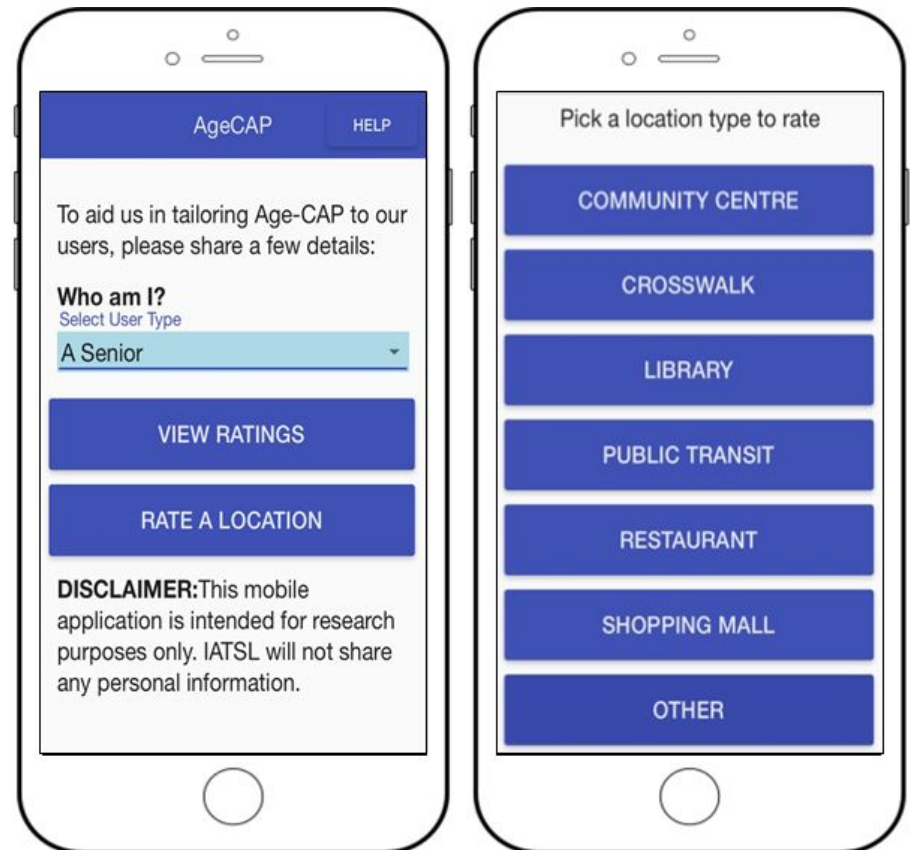 AgeCAP HELP
To aid us in tailoring Age-CAP to our
users, please share a few details:
Who am I?
Select User Type
A Senior
VIEW RATINGS
RATE A LOCATION
DISCLAIMER:This mobile
application is intended for research
purposes only. IATSL will not share
any personal information.
Pick a location type to rate
COMMUNITY CENTRE
CROSSWALK
LIBRARY
PUBLIC TRANSIT
RESTAURANT
SHOPPING MALL
OTHER